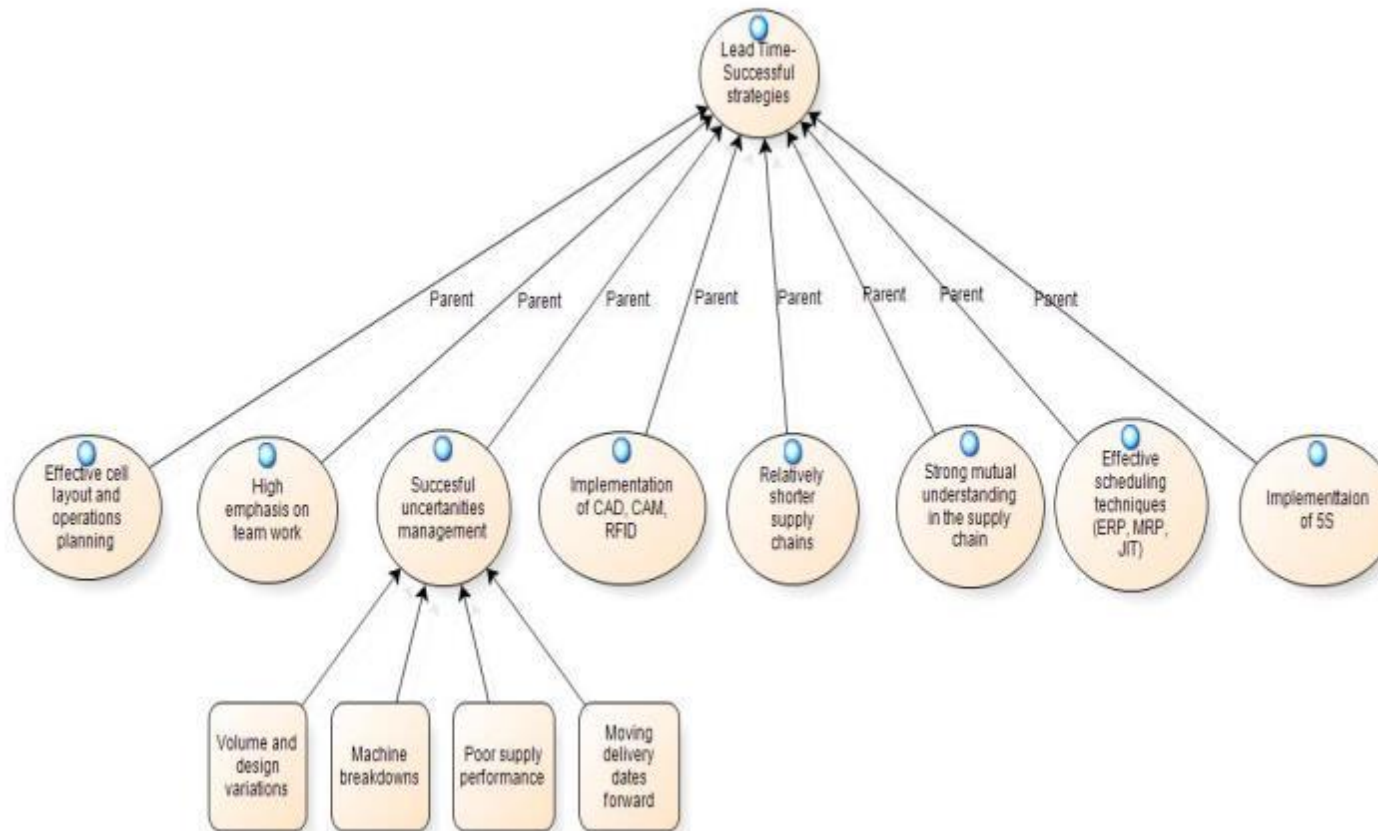 Lead Time-
Successful
strategies
Parent
Parent
Parent
Parent
Parent
Parent
Parent
Parent
Effective cell
layout and
operations
planning
High
emphasis on
team work
Succesful
uncertanities
management
Implementation
of CAD, CAM,
RFID
Relatively
shorter
supply
chains
Strong mutual
understanding
in the supply
chain
Effective
scheduling
techniques
(ERP, MRP,
JIT)
Implementtaion
of 5S
Volume and
design
variations
Machine
breakdowns
Poor supply
performance
Moving
delivery
dates
forward